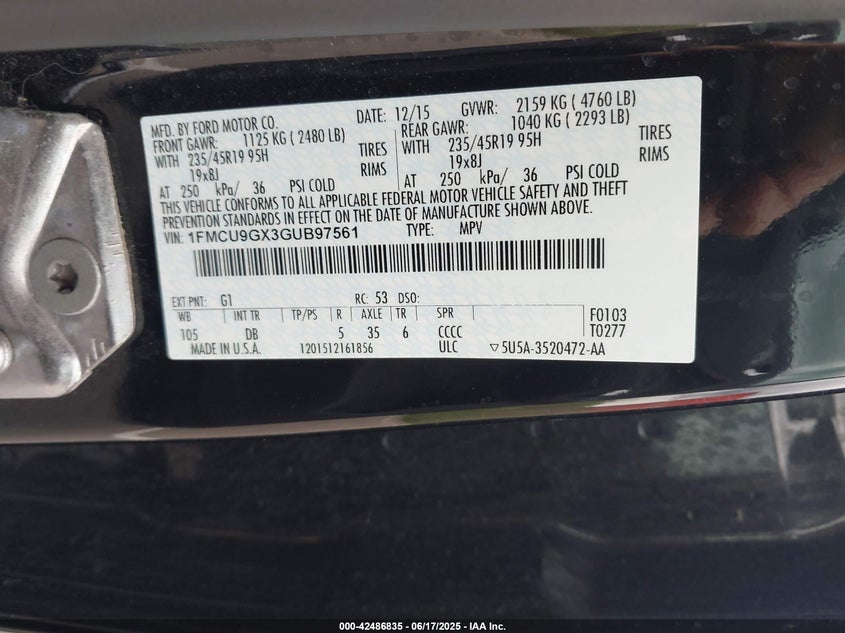 MFD. BY FORD MOTOR CO. DATE: 12/15 GVWR: 2159 KG ( 4760 LB)
FRONT GAWR: 1125 KG ( 2480 LB) REAR GAWR: 1040 KG ( 2293 LB)
WITH 235/45R19 95H TIRES WITH 235/45R19 95H TIRES
19x8J RIMS 19x8J RIMS
AT 250 kPa/ 36 PSI COLD AT 250 kPa/ 36 PSI COLD
THIS VEHICLE CONFORMS TO ALL APPLICABLE FEDERAL MOTOR VEHICLE SAFETY AND THEFT
PREVENTION STANDARDS IN EFFECT ON THE DATE OF MANUFACTURE SHOWN ABOVE.
VIN: 1FMCU9GX3GUB97561 TYPE: MPV
EXT PNT: G1 RC: 53 DSO:
WB INT TR TP/PS R AXLE TR SPR F0103
105 DB 5 35 6 CCCC T0277
MADE IN U.S.A. 1201512161856 ULC ▽5U5A-3520472-AA
000-42486835 - 06/17/2025 - IAA Inc.